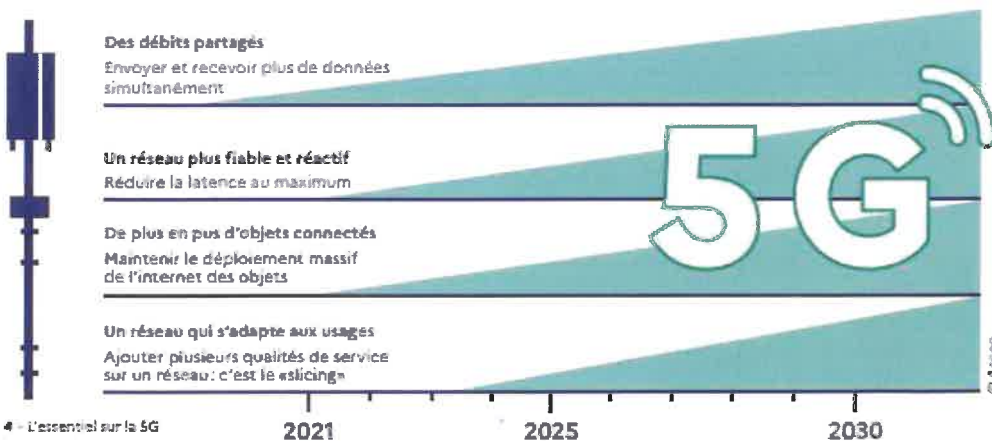 Des débits partagés
Envoyer et recevoir plus de données
simultanément
Un réseau plus fiable et réactif
Réduire la latence au maximum
De plus en pus d'objets connectés
Maintenir le déploiement massif
de l'internet des objets
Un réseau qui s'adapte aux usages
Ajouter plusieurs qualités de service
sur un réseau: c'est le «slicing»
5G
4 - L'essentiel sur la 5G
2021
2025
2030